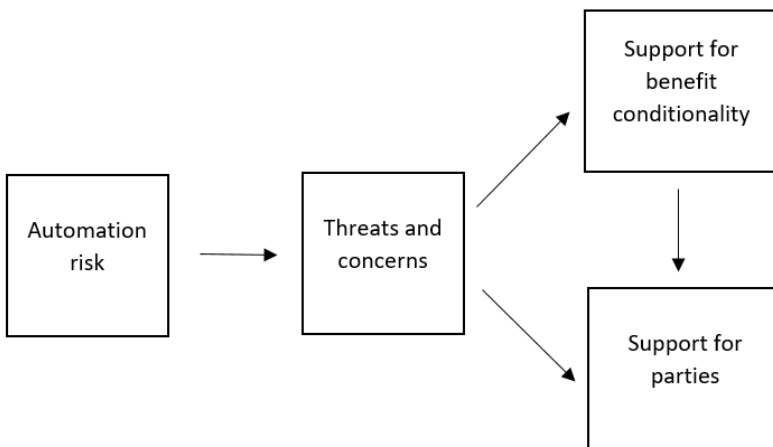 Automation
risk
Threats and
concerns
Support for
benefit
conditionality
Support for
parties